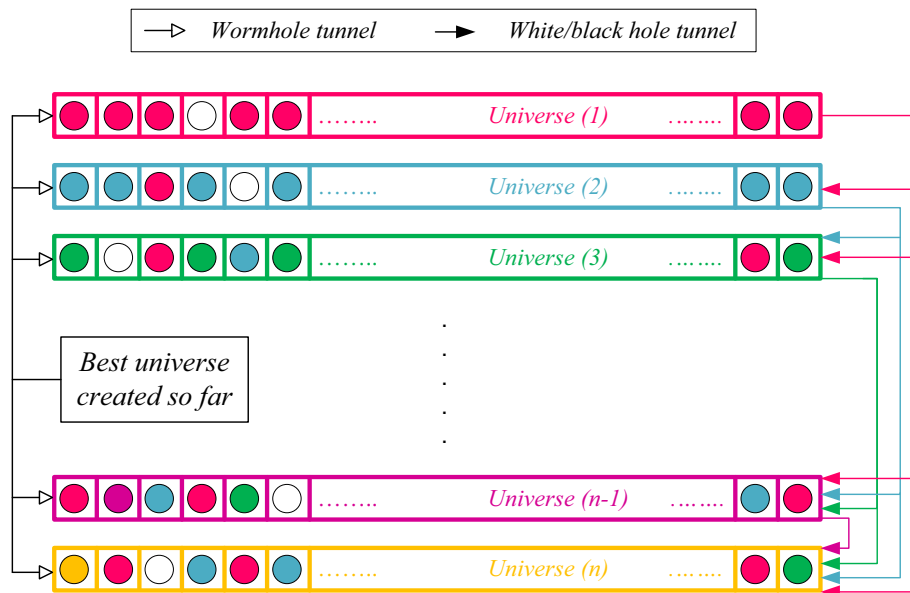 Wormhole tunnel White/black hole tunnel
…….. Universe (1) ……..
…….. Universe (2) ……..
…….. Universe (3) ……..
Best universe
created so far
…….. Universe (n-1) ……..
…….. Universe (n) ……..